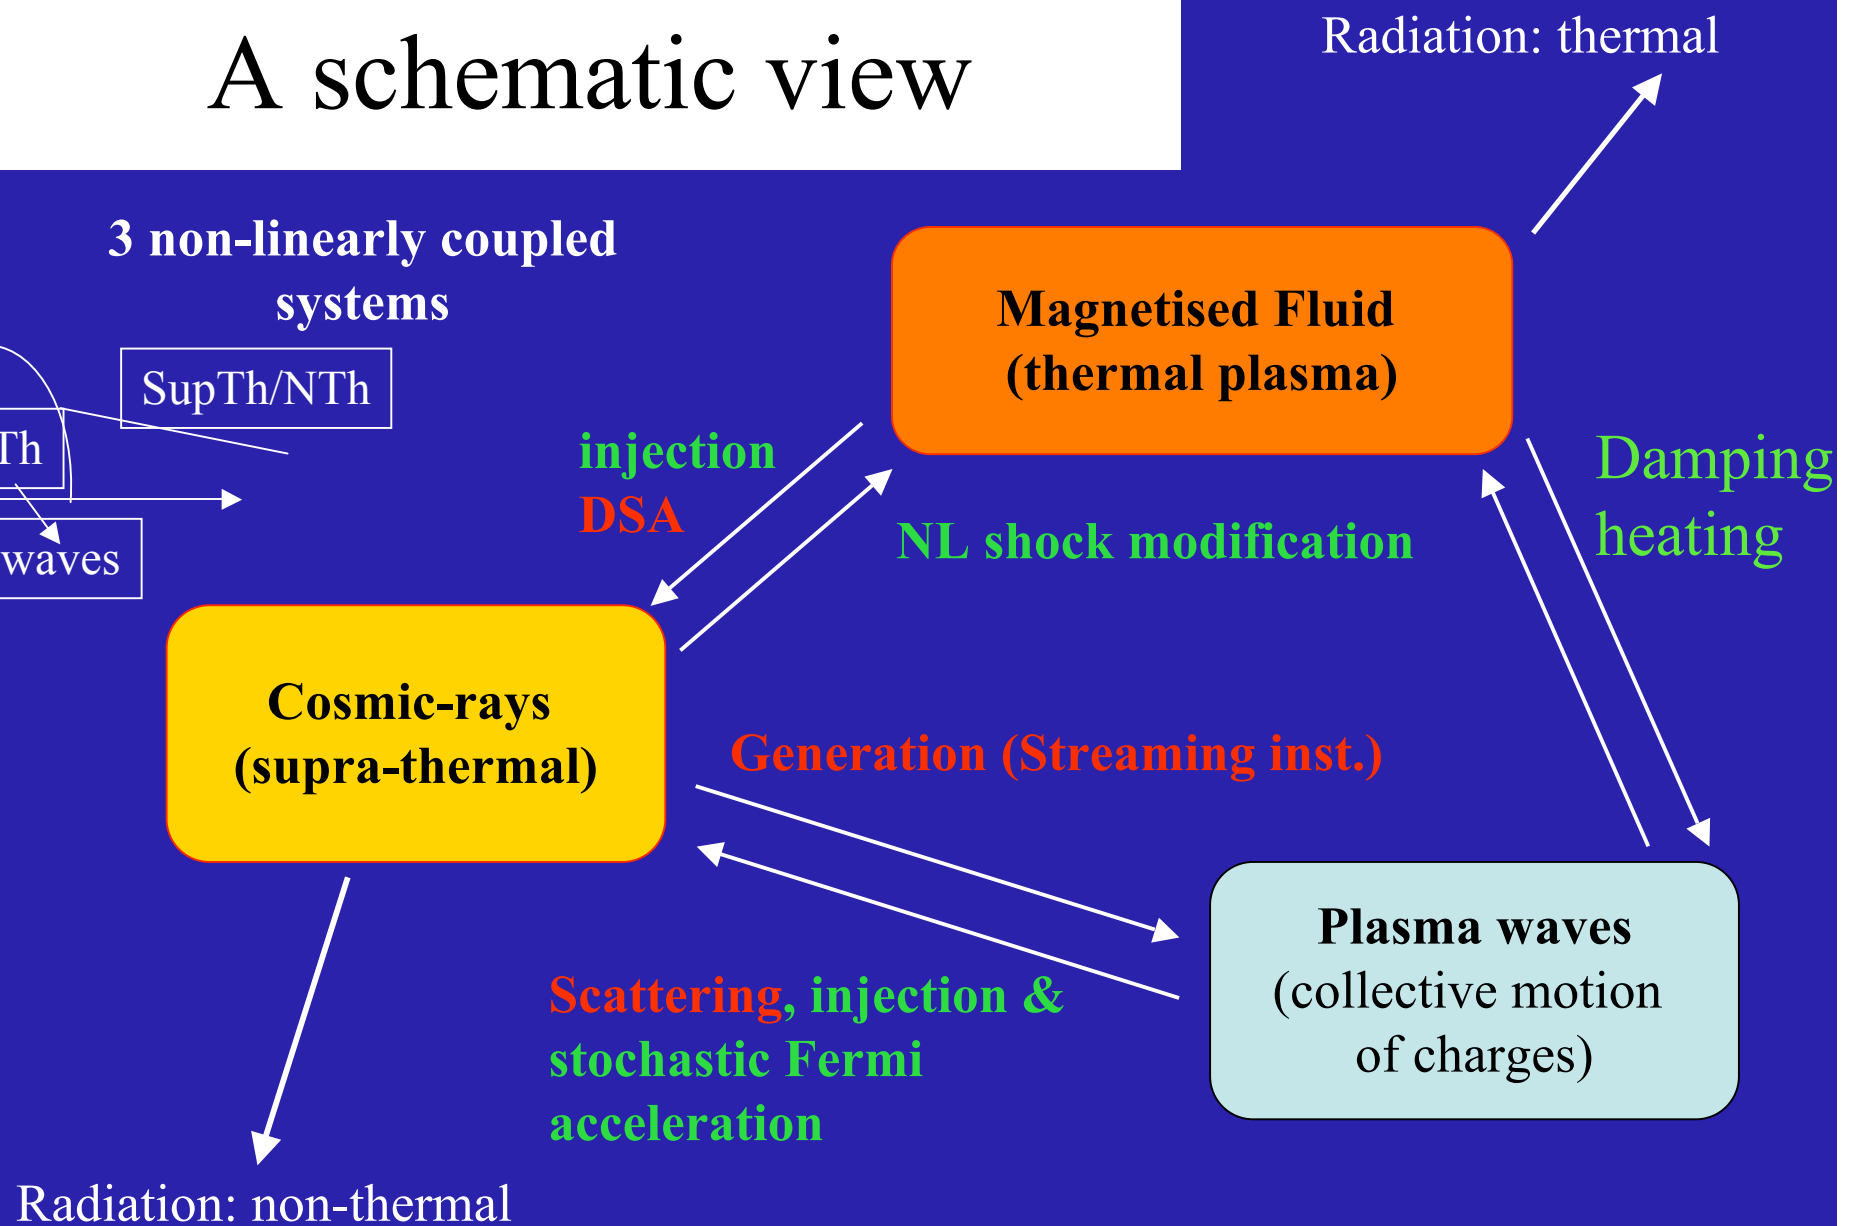 A schematic view
Radiation: thermal
3 non-linearly coupled
systems
SupTh/NTh
Th
waves
Magnetised Fluid
(thermal plasma)
injection
DSA
NL shock modification
Damping
heating
Cosmic-rays
(supra-thermal)
Generation (Streaming inst.)
Plasma waves
(collective motion
of charges)
Scattering, injection &
stochastic Fermi
acceleration
Radiation: non-thermal